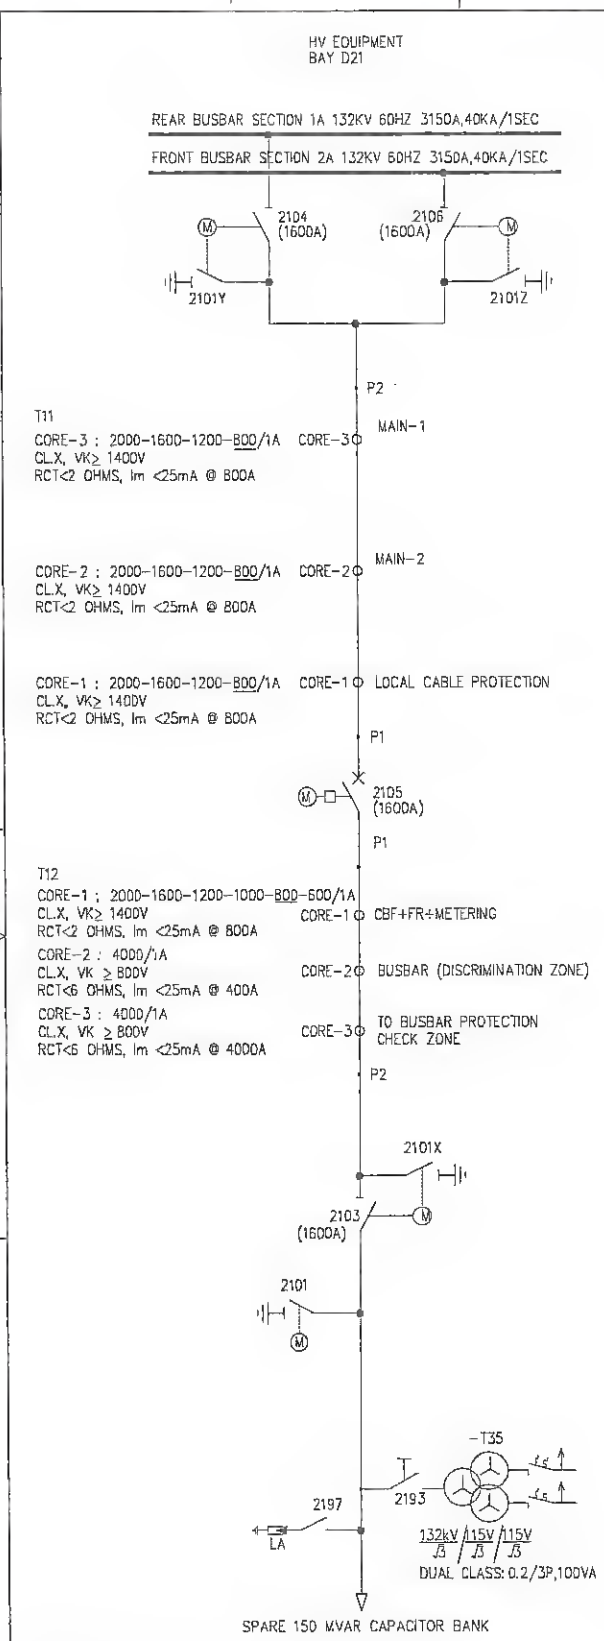 HV EQUIPMENT
BAY D21
REAR BUSBAR SECTION 1A 132KV 60HZ 3150A,40KA/1SEC
FRONT BUSBAR SECTION 2A 132KV 60HZ 3150A,40KA/1SEC
M
2104
(1600A)
2106
(1600A)
M
2101Y
2101Z
P2
T11
CORE-3 : 2000-1600-1200-800/1A CORE-3 MAIN-1
CL.X, VK≥ 1400V
RCT<2 OHMS, Im <25mA @ 800A
CORE-2 : 2000-1600-1200-800/1A CORE-2 MAIN-2
CL.X, VK≥ 1400V
RCT<2 OHMS, Im <25mA @ 800A
CORE-1 : 2000-1600-1200-800/1A CORE-1 LOCAL CABLE PROTECTION
CL.X, VK≥ 1400V
RCT<2 OHMS, Im <25mA @ 800A
P1
M
2105
(1600A)
P1
T12
CORE-1 : 2000-1600-1200-1000-800-600/1A
CL.X, VK≥ 1400V CORE-1 CBF+FR+METERING
RCT<2 OHMS, Im <25mA @ 800A
CORE-2 : 4000/1A
CL.X, VK ≥ 800V CORE-2 BUSBAR (DISCRIMINATION ZONE)
RCT<6 OHMS, Im <25mA @ 400A
CORE-3 : 4000/1A
CL.X, VK ≥ 800V CORE-3 TO BUSBAR PROTECTION
CHECK ZONE
RCT<6 OHMS, Im <25mA @ 4000A
P2
2101X
2103
(1600A)
M
2101
M
-T35
2193
2197
LA
132kV/√3 / 115V/√3 / 115V/√3
DUAL CLASS: 0.2/3P,100VA
SPARE 150 MVAR CAPACITOR BANK